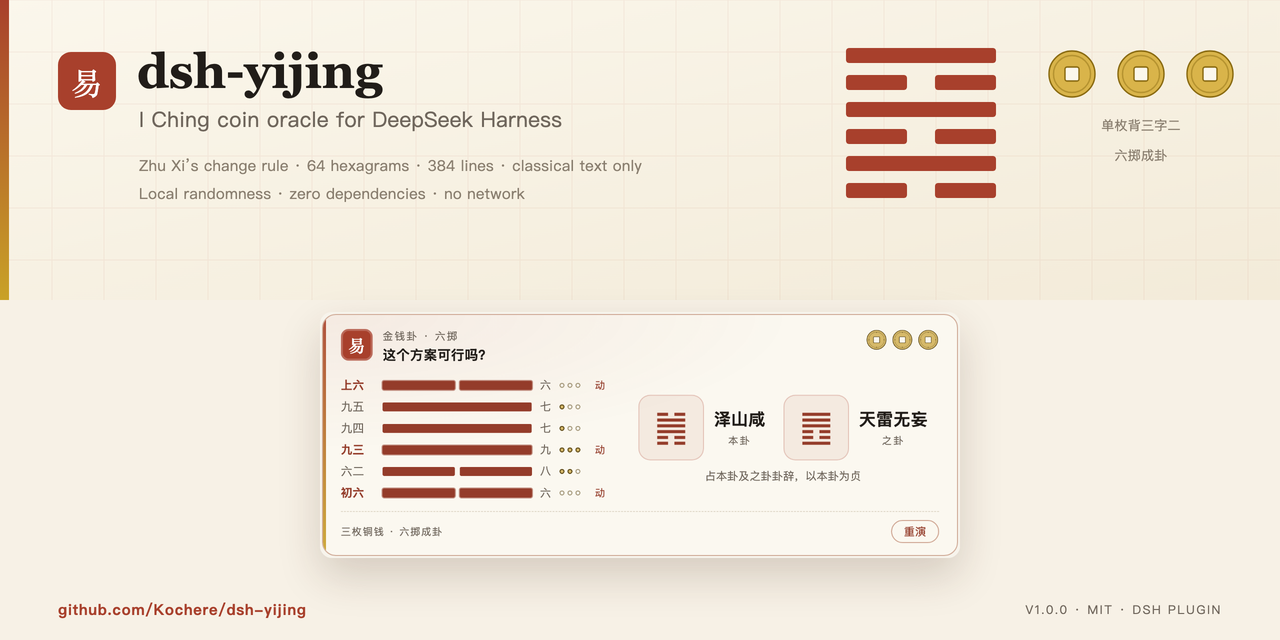 易
dsh-yijing
I Ching coin oracle for DeepSeek Harness
Zhu Xi’s change rule · 64 hexagrams · 384 lines · classical text only
Local randomness · zero dependencies · no network
单枚背三字二
六掷成卦
易
金钱卦 · 六掷
这个方案可行吗?
上六 六 动
九五 七
九四 七
九三 九 动
六二 八
初六 六 动
泽山咸
本卦
天雷无妄
之卦
占本卦及之卦卦辞，以本卦为贞
三枚铜钱 · 六掷成卦
重演
github.com/Kochere/dsh-yijing
V1.0.0 · MIT · DSH PLUGIN